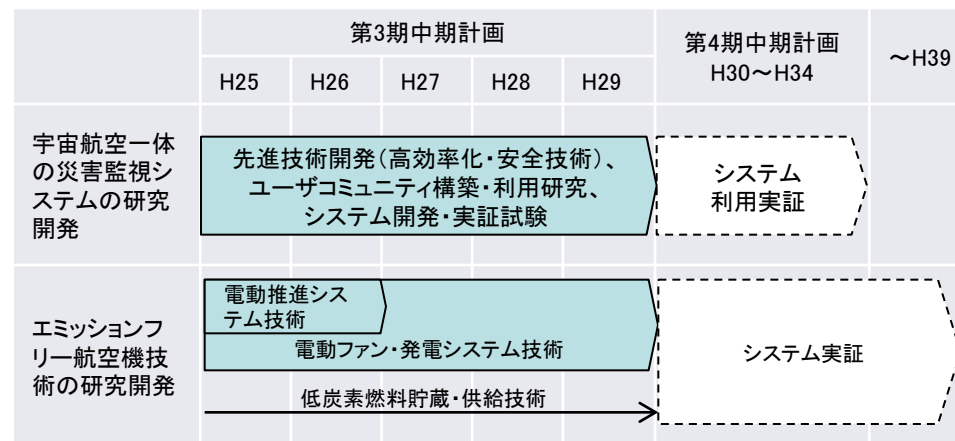 第3期中期計画
第4期中期計画
H30～H34
～H39
H25
H26
H27
H28
H29
宇宙航空一体
の災害監視シ
ステムの研究
開発
先進技術開発（高効率化・安全技術）、
ユーザコミュニティ構築・利用研究、
システム開発・実証試験
システム
利用実証
エミッションフ
リー航空機技
術の研究開発
電動推進シス
テム技術
電動ファン・発電システム技術
低炭素燃料貯蔵・供給技術
システム実証